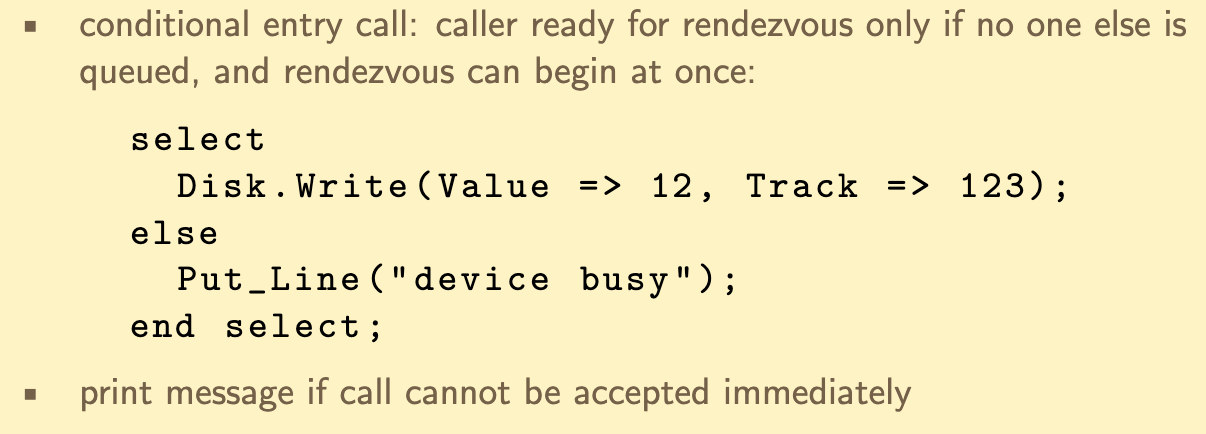 ▪ conditional entry call: caller ready for rendezvous only if no one else is
queued, and rendezvous can begin at once:
select
  Disk.Write(Value => 12, Track => 123);
else
  Put_Line("device busy");
end select;
▪ print message if call cannot be accepted immediately